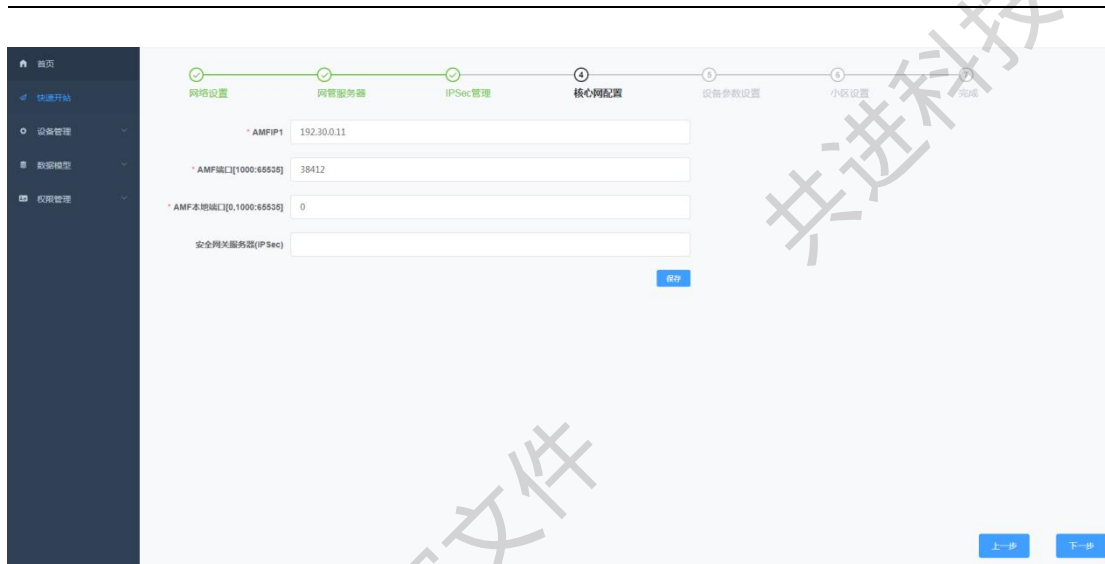 首页
快速开站
设备管理
数据模型
权限管理
网络设置
网管服务器
IPSec管理
4
核心网配置
5
设备参数设置
6
小区设置
7
完成
* AMFIP1 192.30.0.11
* AMF端口[1000:65535] 38412
* AMF本地端口[0,1000:65535] 0
安全网关服务器(IPSec)
保存
上一步
下一步
共进科技
文件